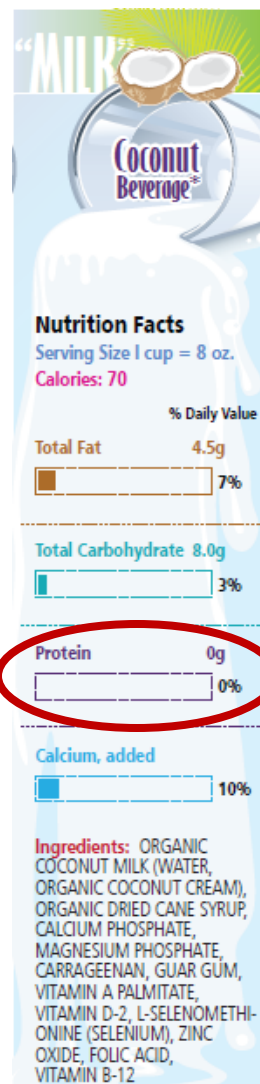 “MILK”
Coconut
Beverage*
Nutrition Facts
Serving Size I cup = 8 oz.
Calories: 70
% Daily Value
Total Fat 4.5g
7%
Total Carbohydrate 8.0g
3%
Protein 0g
0%
Calcium, added
10%
Ingredients: ORGANIC
COCONUT MILK (WATER,
ORGANIC COCONUT CREAM),
ORGANIC DRIED CANE SYRUP,
CALCIUM PHOSPHATE,
MAGNESIUM PHOSPHATE,
CARRAGEENAN, GUAR GUM,
VITAMIN A PALMITATE,
VITAMIN D-2, L-SELENOMETHI-
ONINE (SELENIUM), ZINC
OXIDE, FOLIC ACID,
VITAMIN B-12